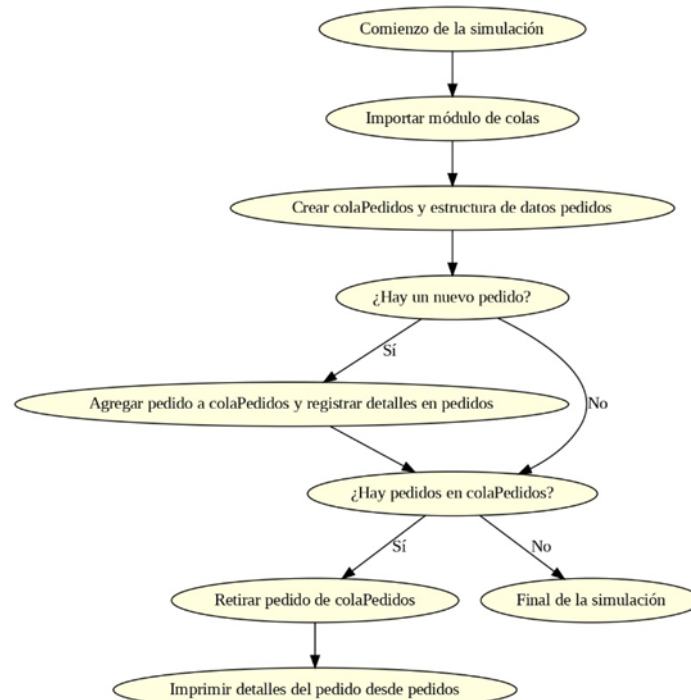 Comienzo de la simulación
Importar módulo de colas
Crear colaPedidos y estructura de datos pedidos
¿Hay un nuevo pedido?
Sí
Agregar pedido a colaPedidos y registrar detalles en pedidos
No
¿Hay pedidos en colaPedidos?
Sí
No
Retirar pedido de colaPedidos
Final de la simulación
Imprimir detalles del pedido desde pedidos